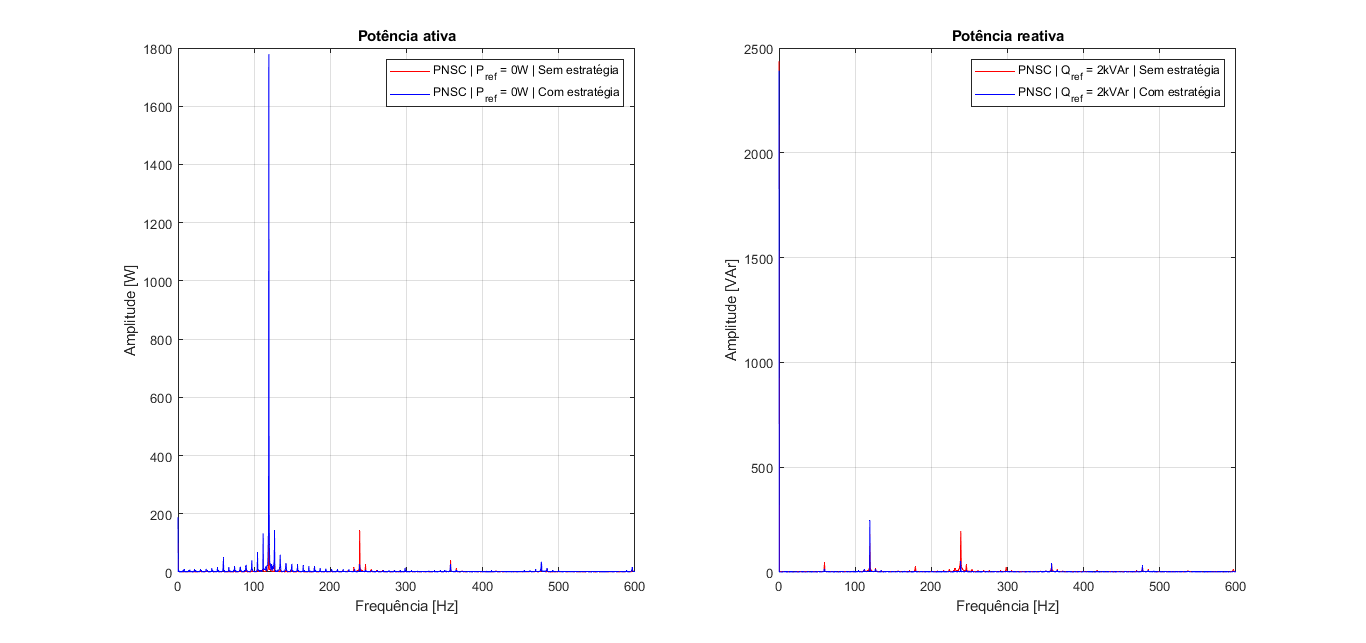 Potência ativa
1800
1600
1400
1200
1000
800
600
400
200
0
Amplitude [W]
PNSC | P_ref = 0W | Sem estratégia
PNSC | P_ref = 0W | Com estratégia
0 100 200 300 400 500 600
Frequência [Hz]
Potência reativa
2500
2000
1500
1000
500
0
Amplitude [VAr]
PNSC | Q_ref = 2kVAr | Sem estratégia
PNSC | Q_ref = 2kVAr | Com estratégia
0 100 200 300 400 500 600
Frequência [Hz]